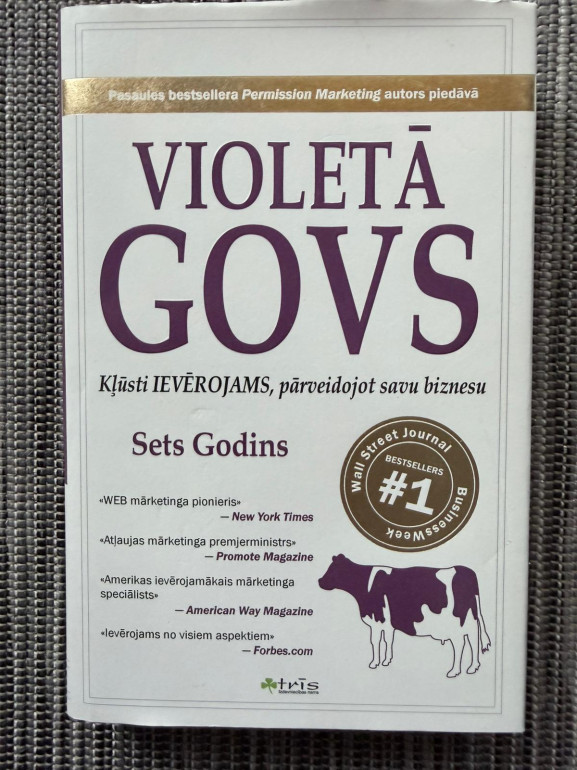 Pasaules bestsellera Permission Marketing autors piedāvā
VIOLETĀ
GOVS
Kļūsti IEVĒROJAMS, pārveidojot savu biznesu
Sets Godins
«WEB mārketinga pionieris»
— New York Times
«Atļaujas mārketinga premjerministrs»
— Promote Magazine
«Amerikas ievērojamākais mārketinga
speciālists»
— American Way Magazine
«Ievērojams no visiem aspektiem»
— Forbes.com
Wall Street Journal
BESTSELLERS
#1
BusinessWeek
trīs